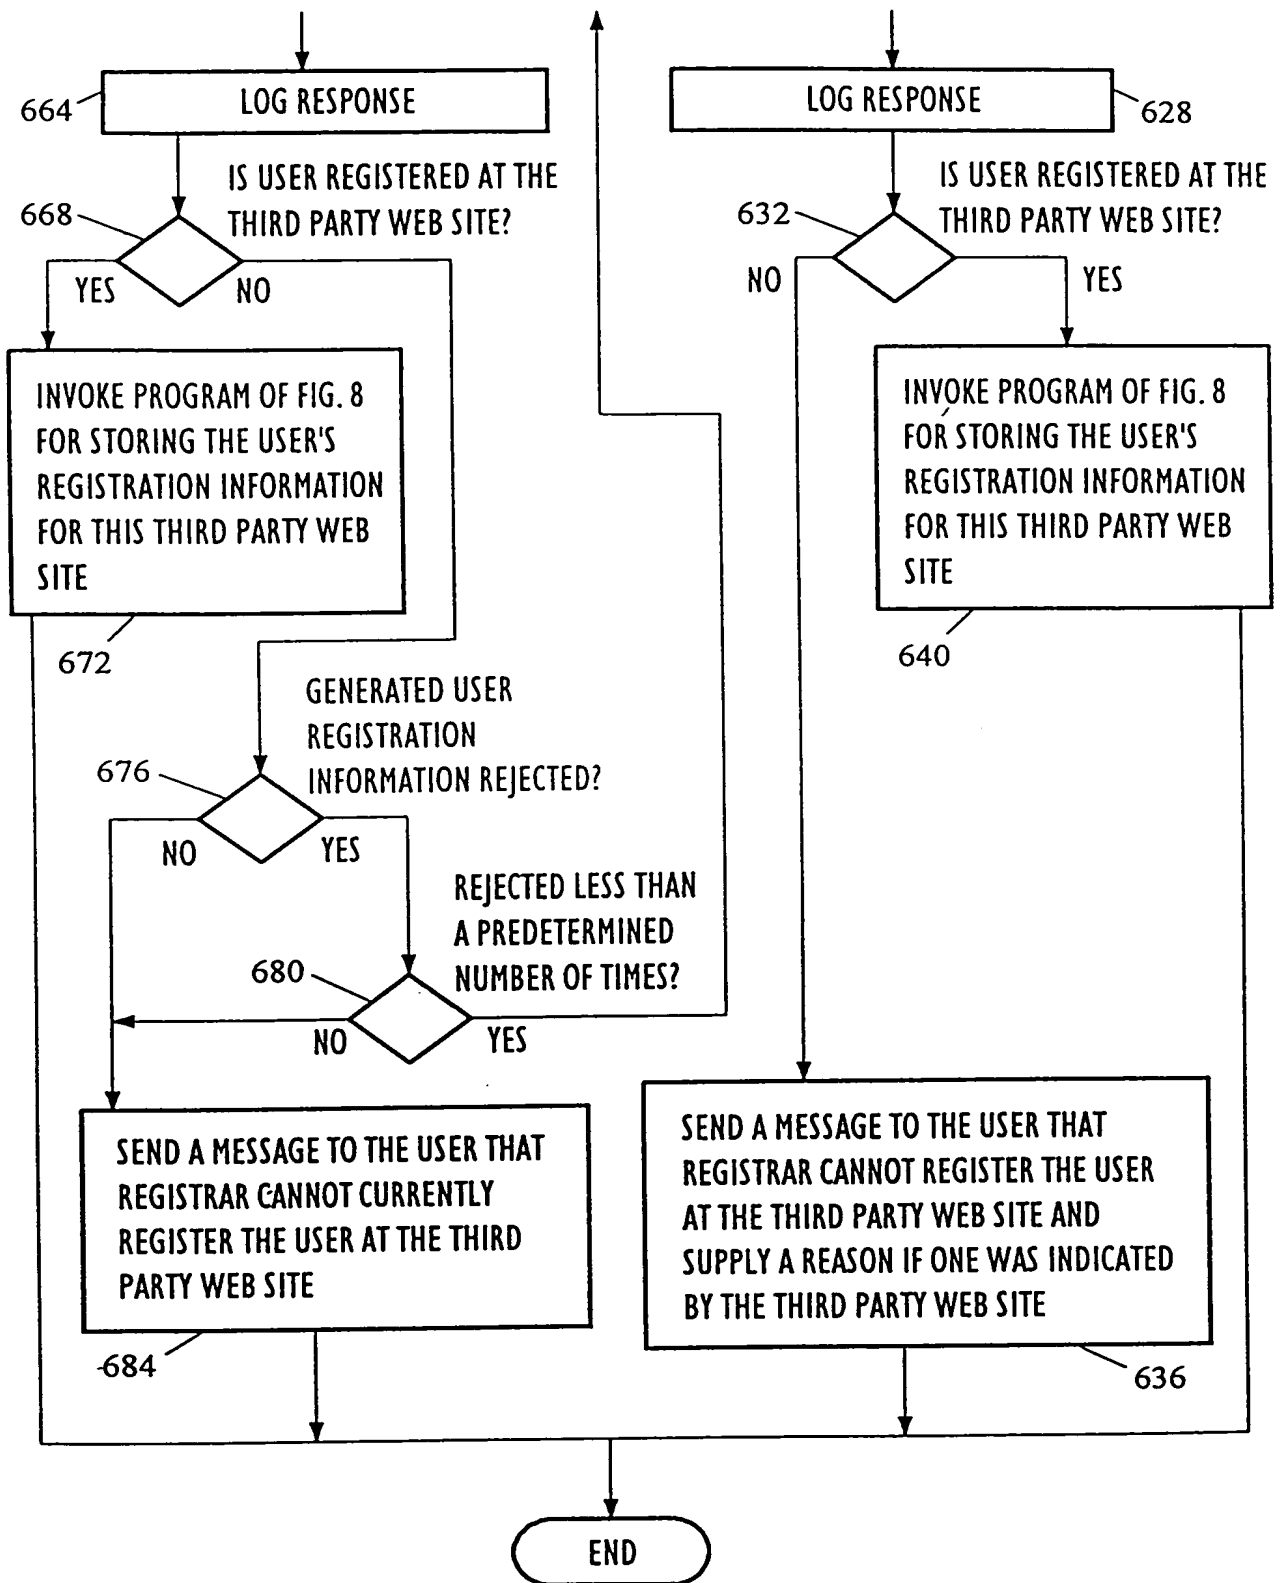 LOG RESPONSE
664
LOG RESPONSE
628
IS USER REGISTERED AT THE
THIRD PARTY WEB SITE?
668
YES
NO
IS USER REGISTERED AT THE
THIRD PARTY WEB SITE?
632
NO
YES
INVOKE PROGRAM OF FIG. 8
FOR STORING THE USER'S
REGISTRATION INFORMATION
FOR THIS THIRD PARTY WEB
SITE
672
INVOKE PROGRAM OF FIG. 8
FOR STORING THE USER'S
REGISTRATION INFORMATION
FOR THIS THIRD PARTY WEB
SITE
640
GENERATED USER
REGISTRATION
INFORMATION REJECTED?
676
NO
YES
REJECTED LESS THAN
A PREDETERMINED
NUMBER OF TIMES?
680
NO
YES
SEND A MESSAGE TO THE USER THAT
REGISTRAR CANNOT CURRENTLY
REGISTER THE USER AT THE THIRD
PARTY WEB SITE
684
SEND A MESSAGE TO THE USER THAT
REGISTRAR CANNOT REGISTER THE USER
AT THE THIRD PARTY WEB SITE AND
SUPPLY A REASON IF ONE WAS INDICATED
BY THE THIRD PARTY WEB SITE
636
END